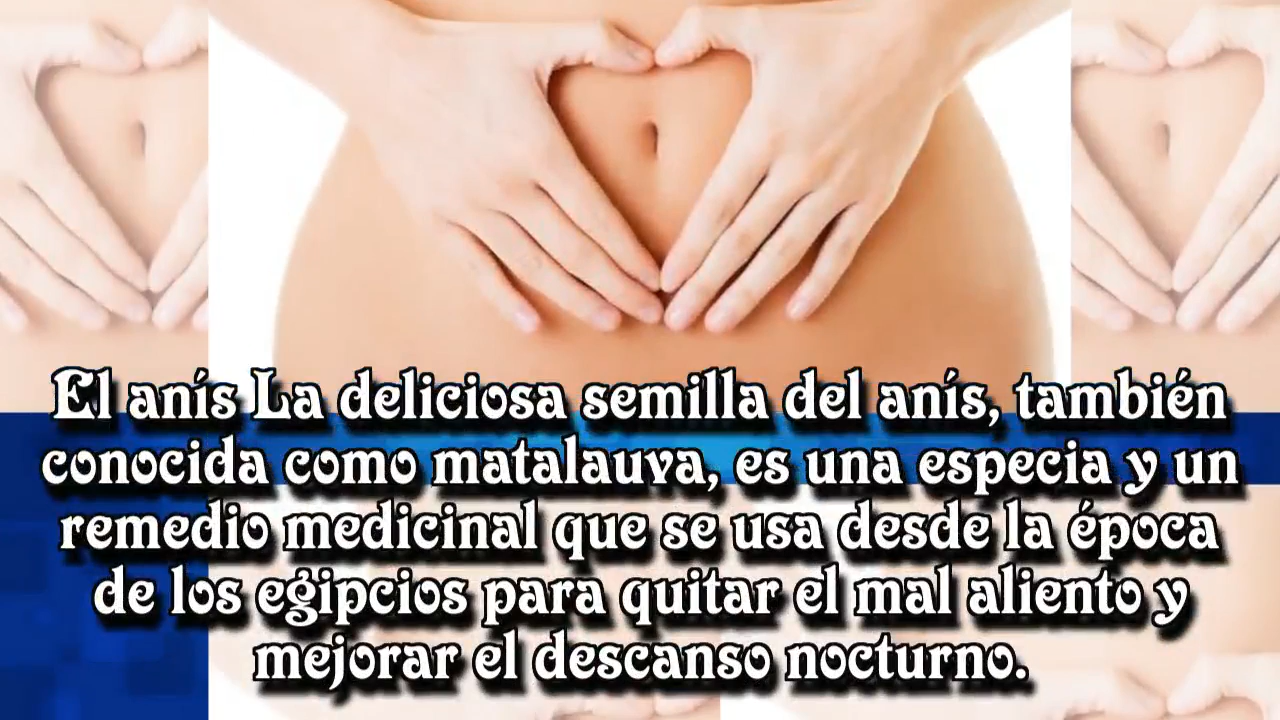 El anís La deliciosa semilla del anís, también
conocida como matalauva, es una especia y un
remedio medicinal que se usa desde la época
de los egipcios para quitar el mal aliento y
mejorar el descanso nocturno.